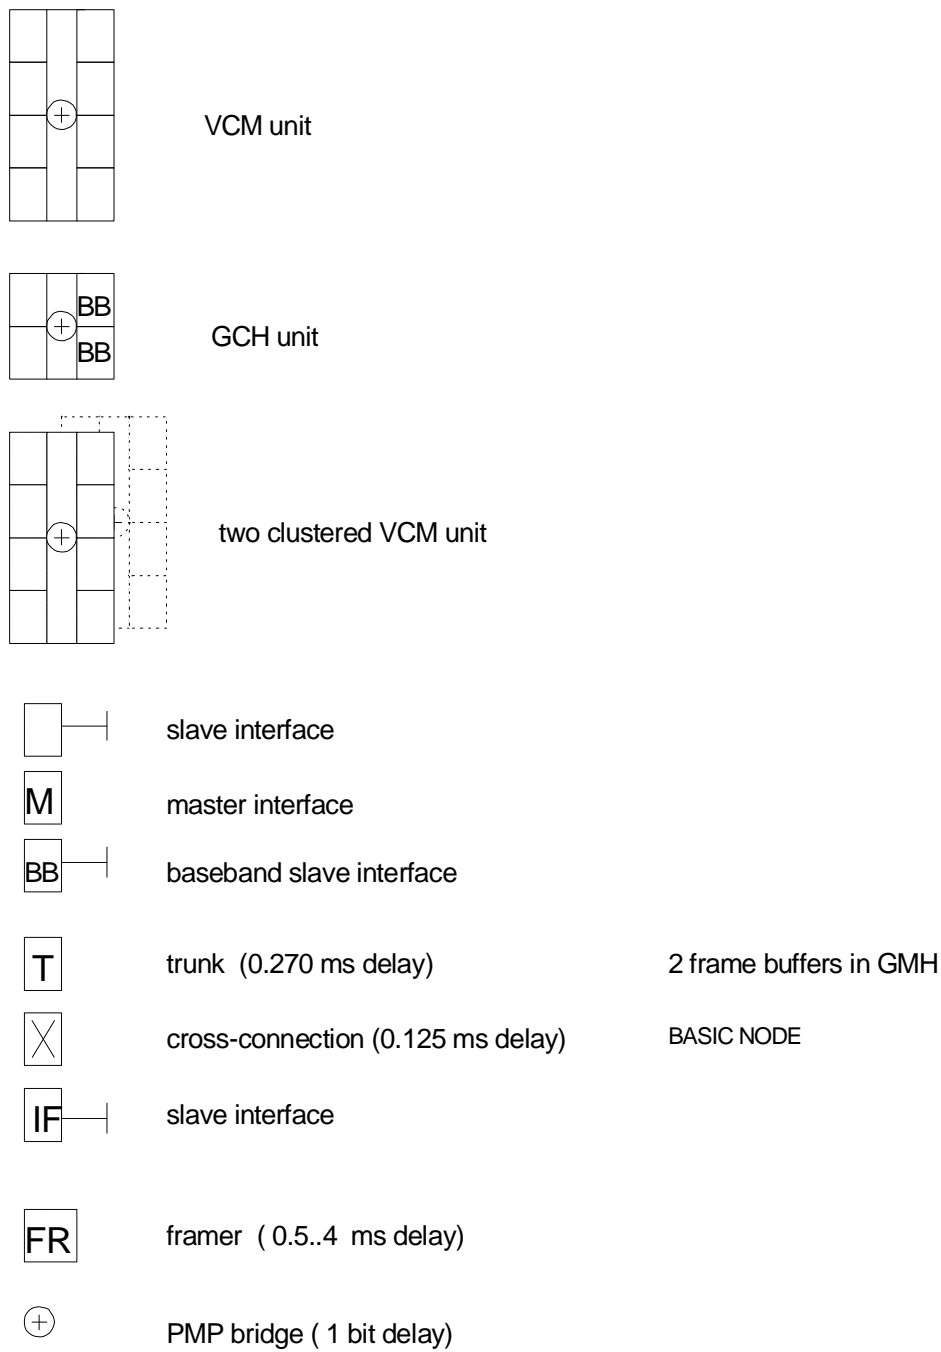 VCM unit
BB
GCH unit
BB
two clustered VCM unit
slave interface
M master interface
BB baseband slave interface
T trunk (0.270 ms delay) 2 frame buffers in GMH
cross-connection (0.125 ms delay) BASIC NODE
IF slave interface
FR framer ( 0.5..4 ms delay)
PMP bridge ( 1 bit delay)